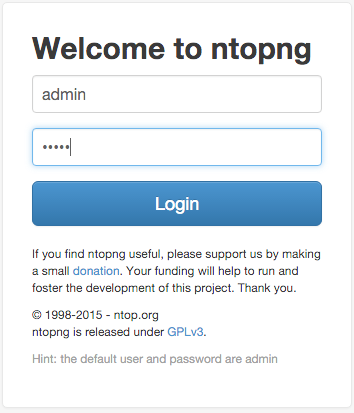 Welcome to ntopng
admin
•••••
Login
If you find ntopng useful, please support us by making
a small donation. Your funding will help to run and
foster the development of this project. Thank you.
© 1998-2015 - ntop.org
ntopng is released under GPLv3.
Hint: the default user and password are admin